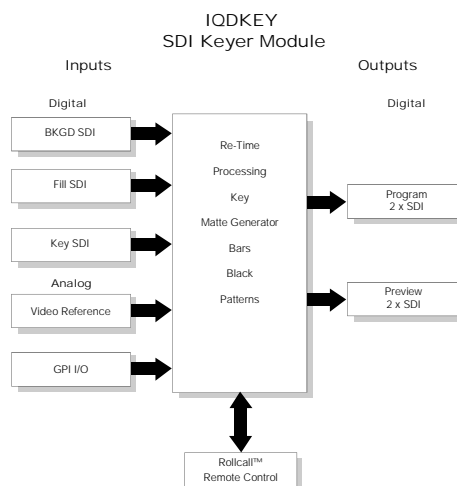 IQDKEY
SDI Keyer Module
Inputs
Outputs
Digital
Digital
BKGD SDI
Fill SDI
Key SDI
Analog
Video Reference
GPI I/O
Re-Time
Processing
Key
Matte Generator
Bars
Black
Patterns
Program
2 x SDI
Preview
2 x SDI
Rollcall™
Remote Control